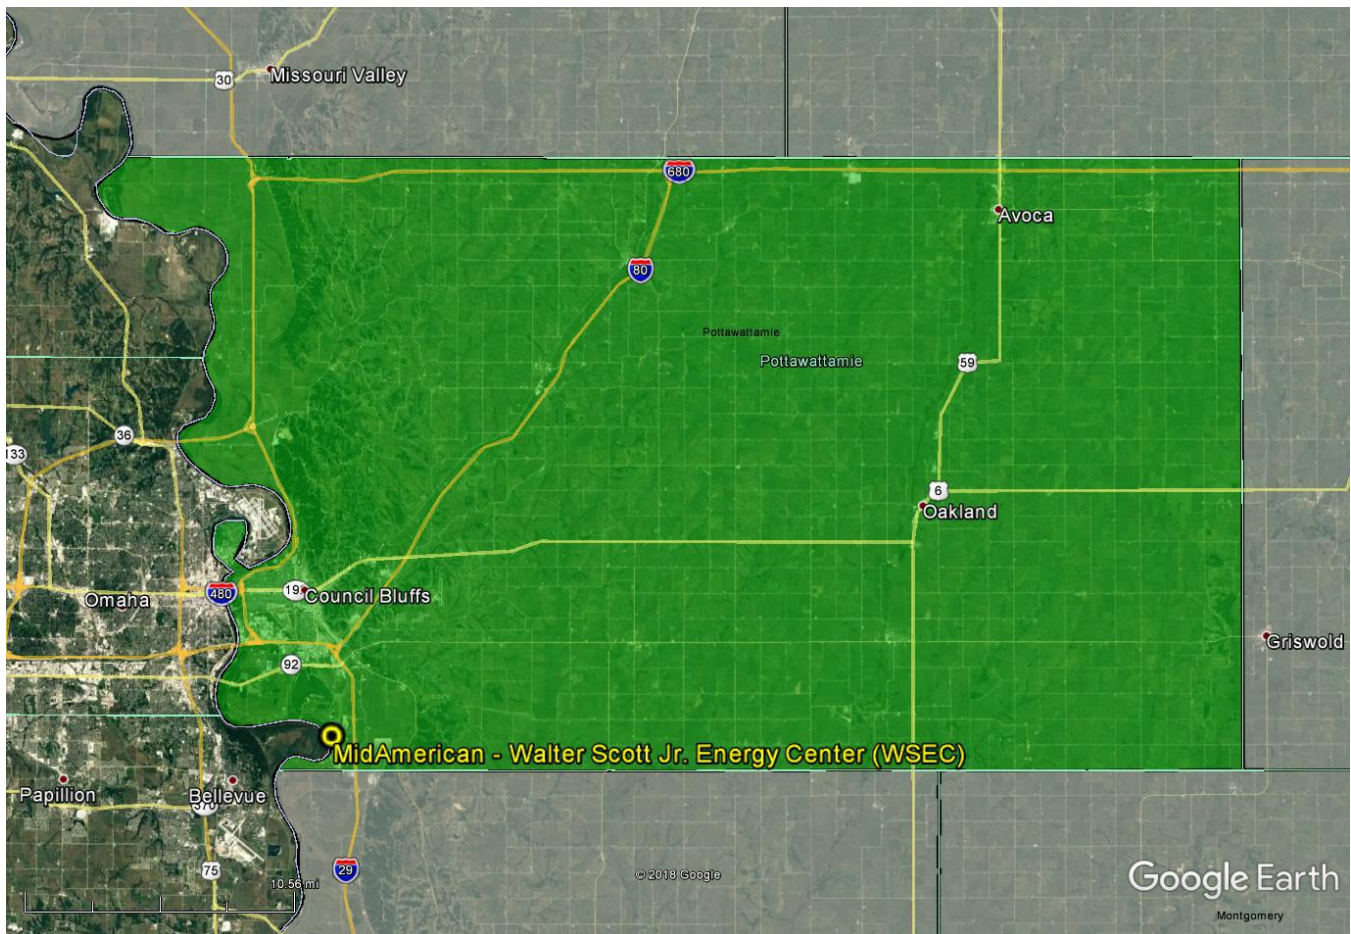 30
Missouri Valley
680
Avoca
80
Pottawattamie
Pottawattamie
59
36
133
6
Oakland
480
Omaha
19
Council Bluffs
Griswold
92
MidAmerican - Walter Scott Jr. Energy Center (WSEC)
Papillion
Bellevue
370
75
29
10.56 mi
© 2018 Google
Google Earth
Montgomery